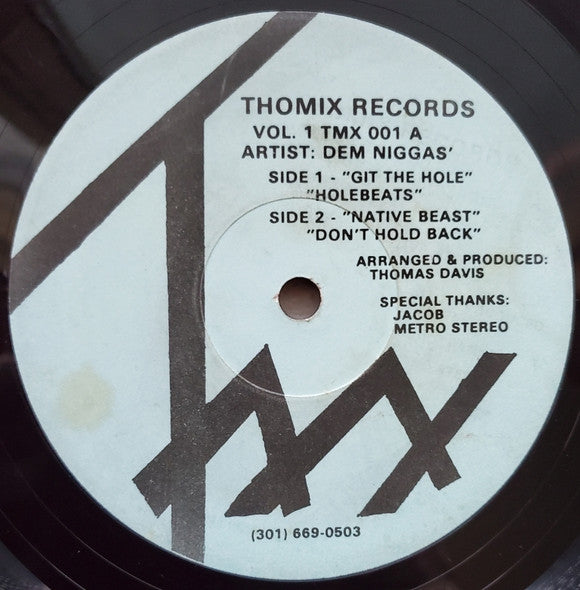 THOMIX RECORDS
VOL. 1 TMX 001 A
ARTIST: DEM NIGGAS'
SIDE 1 - "GIT THE HOLE"
"HOLEBEATS"
SIDE 2 - "NATIVE BEAST"
"DON'T HOLD BACK"
ARRANGED & PRODUCED:
THOMAS DAVIS
SPECIAL THANKS:
JACOB
METRO STEREO
Tmx
(301) 669-0503